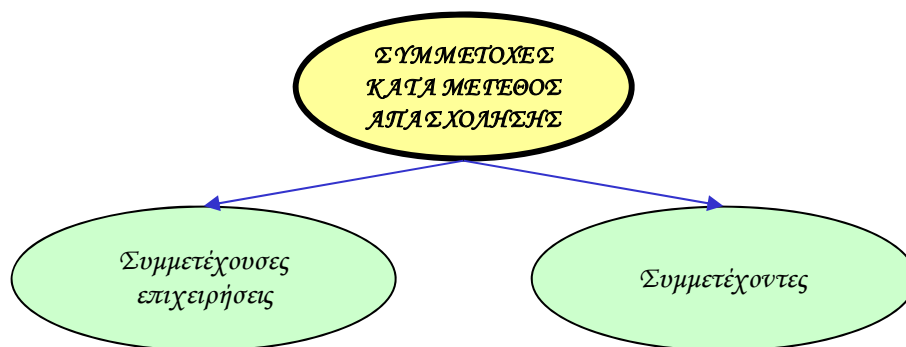 ΣΥΜΜΕΤΟΧΕΣ
ΚΑΤΑ ΜΕΓΕΘΟΣ
ΑΠΑΣΧΟΛΗΣΗΣ
Συμμετέχουσες
επιχειρήσεις
Συμμετέχοντες